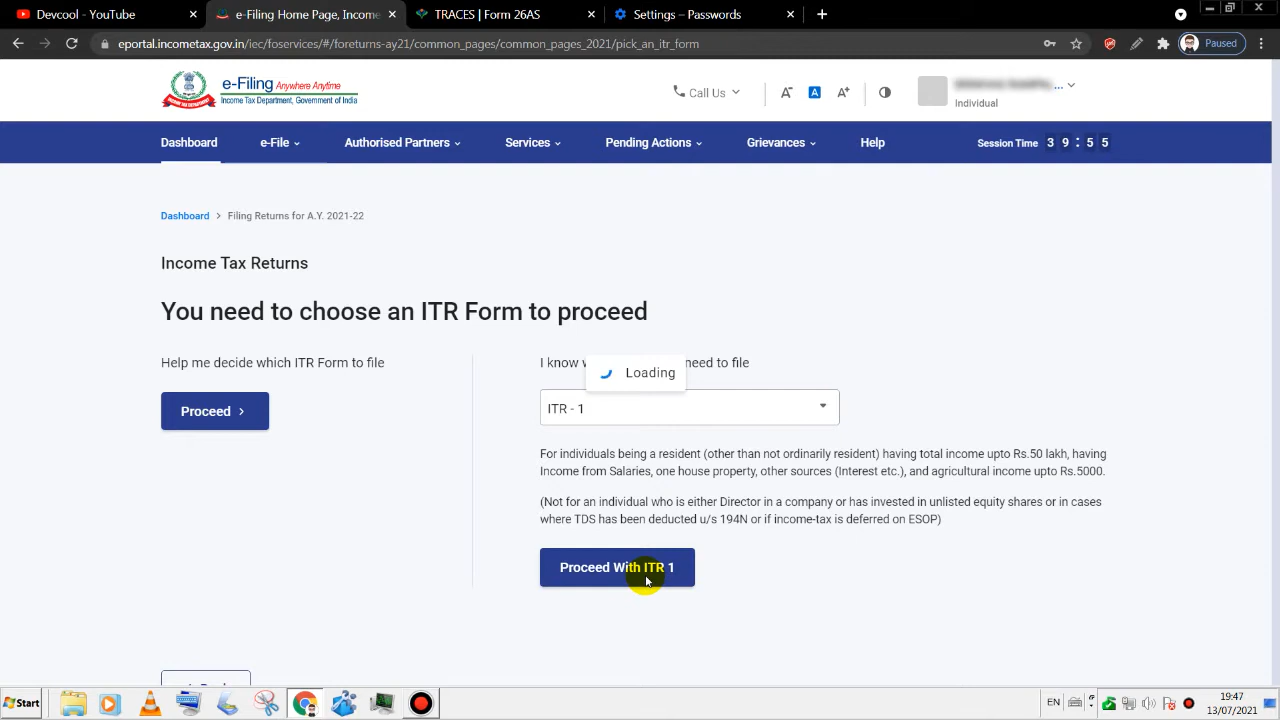 Devcool - YouTube
e-Filing Home Page, Income
TRACES | Form 26AS
Settings – Passwords
eportal.incometax.gov.in/iec/foservices/#/foreturns-ay21/common_pages/common_pages_2021/pick_an_itr_form
Paused
e-Filing Anywhere Anytime
Income Tax Department, Government of India
Call Us
A-
A
A+
Individual
Dashboard
e-File
Authorised Partners
Services
Pending Actions
Grievances
Help
Session Time 3 9 : 5 5
Dashboard > Filing Returns for A.Y. 2021-22
Income Tax Returns
You need to choose an ITR Form to proceed
Help me decide which ITR Form to file
Proceed >
I know need to file
Loading
ITR - 1
For individuals being a resident (other than not ordinarily resident) having total income upto Rs.50 lakh, having
Income from Salaries, one house property, other sources (Interest etc.), and agricultural income upto Rs.5000.
(Not for an individual who is either Director in a company or has invested in unlisted equity shares or in cases
where TDS has been deducted u/s 194N or if income-tax is deferred on ESOP)
Proceed With ITR 1
Start
EN
19:47
13/07/2021